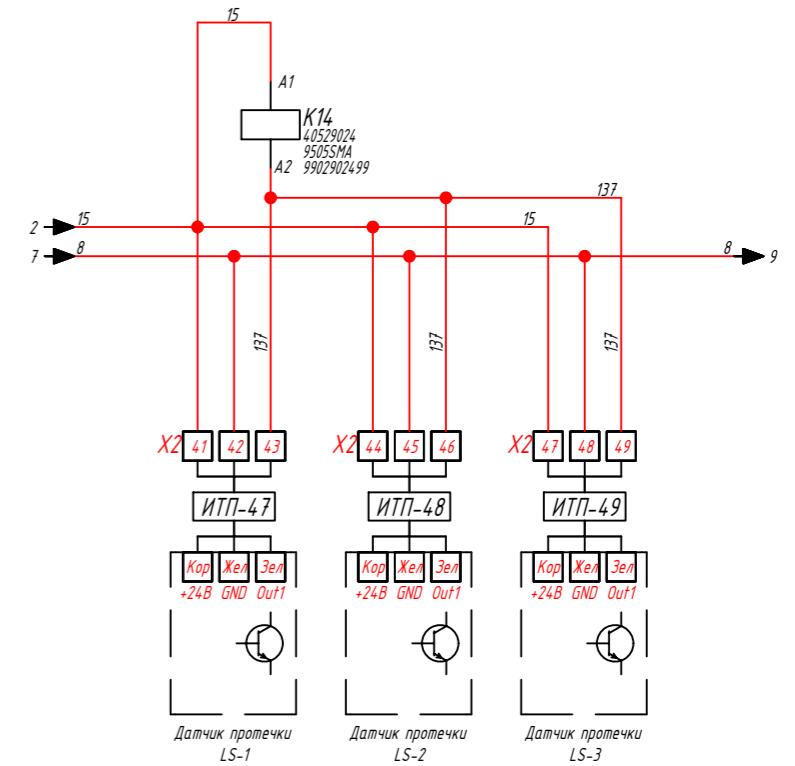 15
A1
K14
40529024
9505SMA
A2 9902902499
137
2 15 15
7 8 8 9
137 137 137
X2 41 42 43 X2 44 45 46 X2 47 48 49
ИТП-47 ИТП-48 ИТП-49
Кор Жел Зел Кор Жел Зел Кор Жел Зел
+24В GND Out1 +24В GND Out1 +24В GND Out1
Датчик протечки Датчик протечки Датчик протечки
LS-1 LS-2 LS-3